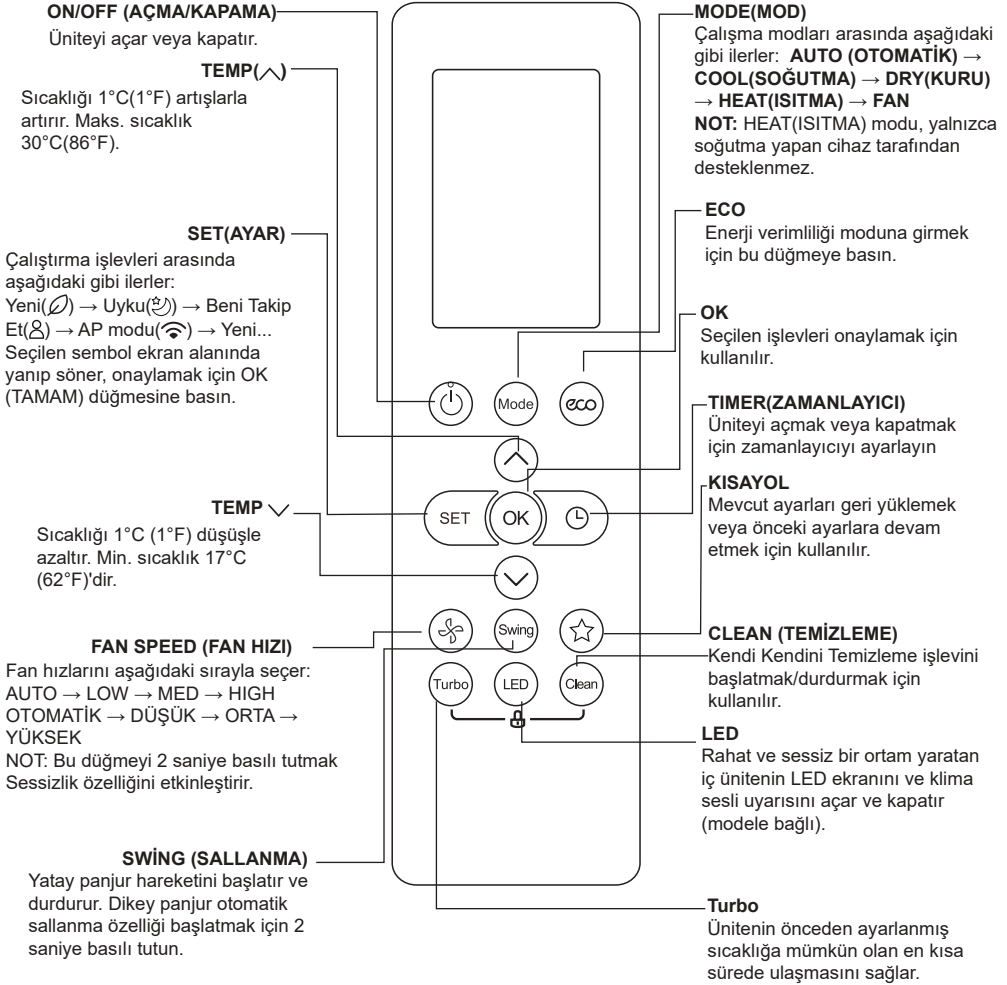 ON/OFF (AÇMA/KAPAMA)
Üniteyi açar veya kapatır.
TEMP(︿)
Sıcaklığı 1°C(1°F) artışlarla
artırır. Maks. sıcaklık
30°C(86°F).
SET(AYAR)
Çalıştırma işlevleri arasında
aşağıdaki gibi ilerler:
Yeni( ) → Uyku( ) → Beni Takip
Et( ) → AP modu( ) → Yeni...
Seçilen sembol ekran alanında
yanıp söner, onaylamak için OK
(TAMAM) düğmesine basın.
TEMP ﹀
Sıcaklığı 1°C (1°F) düşüşle
azaltır. Min. sıcaklık 17°C
(62°F)'dir.
FAN SPEED (FAN HIZI)
Fan hızlarını aşağıdaki sırayla seçer:
AUTO → LOW → MED → HIGH
OTOMATİK → DÜŞÜK → ORTA →
YÜKSEK
NOT: Bu düğmeyi 2 saniye basılı tutmak
Sessizlik özelliğini etkinleştirir.
SWİNG (SALLANMA)
Yatay panjur hareketini başlatır ve
durdurur. Dikey panjur otomatik
sallanma özelliği başlatmak için 2
saniye basılı tutun.
Mode
eco
SET
OK
Swing
Turbo
LED
Clean
MODE(MOD)
Çalışma modları arasında aşağıdaki
gibi ilerler: AUTO (OTOMATİK) →
COOL(SOĞUTMA) → DRY(KURU)
→ HEAT(ISITMA) → FAN
NOT: HEAT(ISITMA) modu, yalnızca
soğutma yapan cihaz tarafından
desteklenmez.
ECO
Enerji verimliliği moduna girmek
için bu düğmeye basın.
OK
Seçilen işlevleri onaylamak için
kullanılır.
TIMER(ZAMANLAYICI)
Üniteyi açmak veya kapatmak
için zamanlayıcıyı ayarlayın
KISAYOL
Mevcut ayarları geri yüklemek
veya önceki ayarlara devam
etmek için kullanılır.
CLEAN (TEMİZLEME)
Kendi Kendini Temizleme işlevini
başlatmak/durdurmak için
kullanılır.
LED
Rahat ve sessiz bir ortam yaratan
iç ünitenin LED ekranını ve klima
sesli uyarısını açar ve kapatır
(modele bağlı).
Turbo
Ünitenin önceden ayarlanmış
sıcaklığa mümkün olan en kısa
sürede ulaşmasını sağlar.